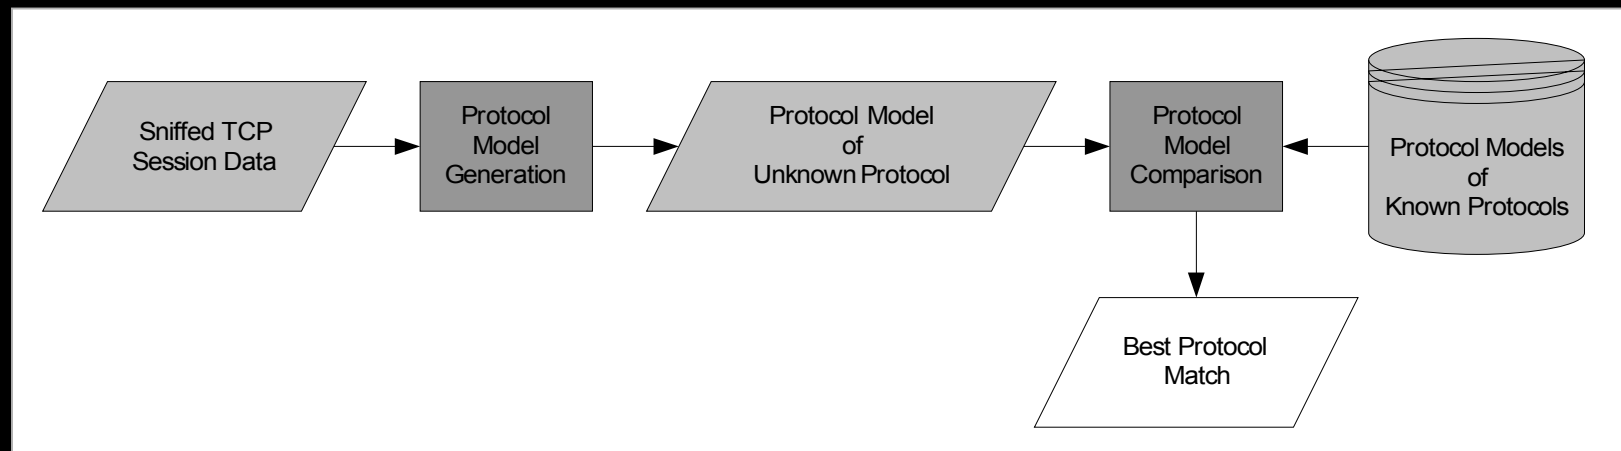 Sniffed TCP
Session Data
Protocol
Model
Generation
Protocol Model
of
Unknown Protocol
Protocol
Model
Comparison
Protocol Models
of
Known Protocols
Best Protocol
Match